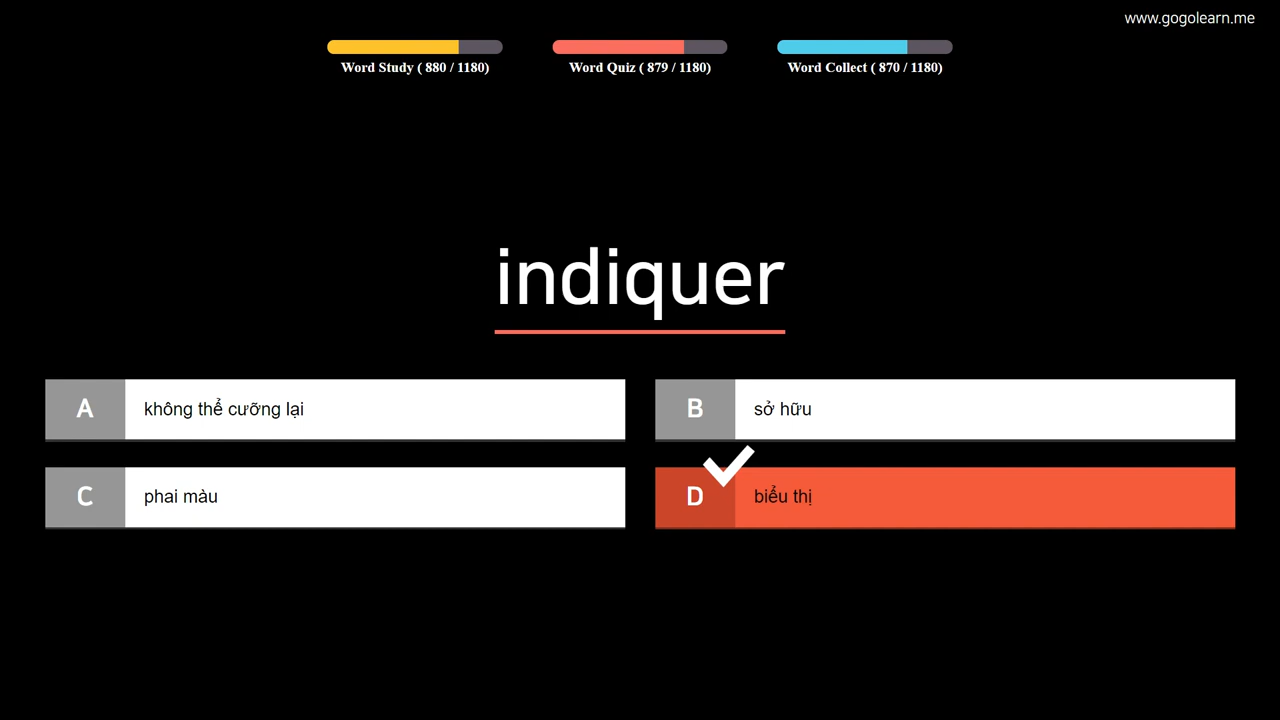 www.gogolearn.me
Word Study ( 880 / 1180)
Word Quiz ( 879 / 1180)
Word Collect ( 870 / 1180)
indiquer
A không thể cưỡng lại
B sở hữu
C phai màu
D biểu thị